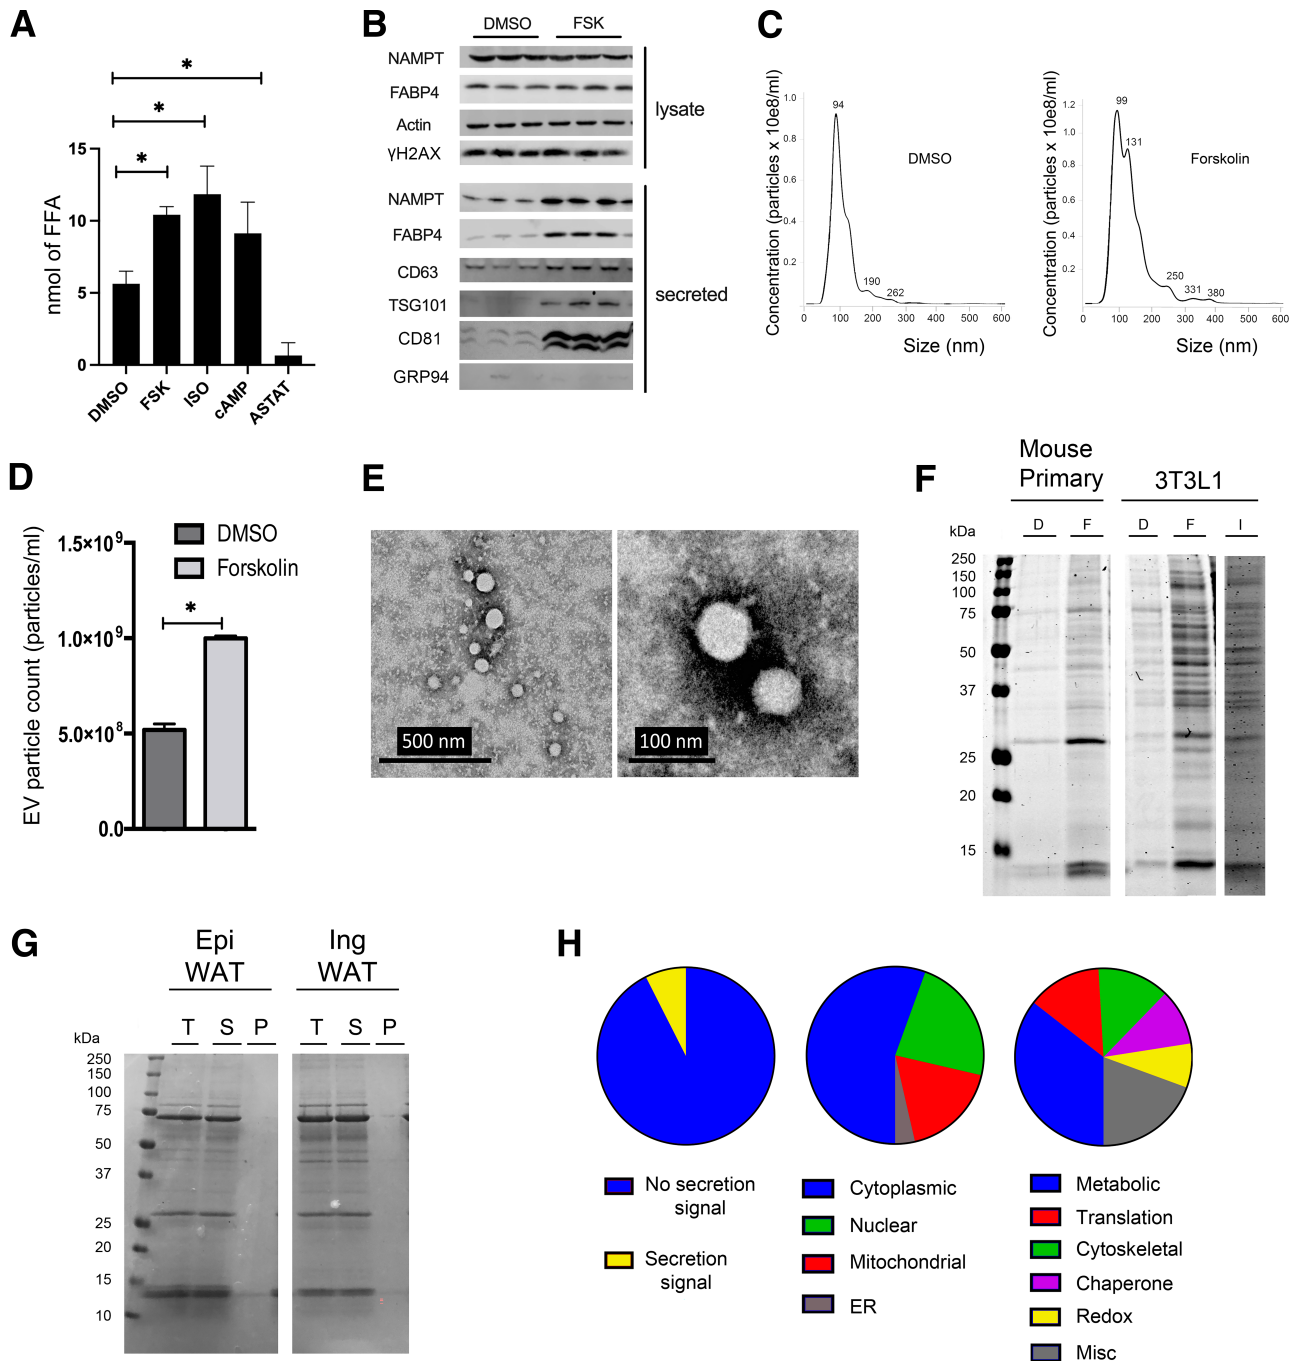 A
*
*
*
nmol of FFA
15
10
5
0
DMSO
FSK
ISO
cAMP
ASTAT
B
DMSO FSK
NAMPT
FABP4
Actin
γH2AX
lysate
NAMPT
FABP4
CD63
TSG101
CD81
GRP94
secreted
C
Concentration (particles x 10e8/ml)
1.0
0.8
0.6
0.4
0.2
94
190
262
DMSO
0 100 200 300 400 500 600
Size (nm)
Concentration (particles x 10e8/ml)
1.2
1.0
0.8
0.6
0.4
0.2
99
131
250
331
380
Forskolin
0 100 200 300 400 500 600
Size (nm)
D
EV particle count (particles/ml)
1.5×10⁹
1.0×10⁹
5.0×10⁸
0.0
DMSO
Forskolin
*
E
500 nm
100 nm
F
Mouse
Primary
3T3L1
kDa
D F D F I
250
150
100
75
50
37
25
20
15
G
Epi
WAT
Ing
WAT
T S P T S P
kDa
250
150
100
75
50
37
25
20
15
10
H
No secretion
signal
Secretion
signal
Cytoplasmic
Nuclear
Mitochondrial
ER
Metabolic
Translation
Cytoskeletal
Chaperone
Redox
Misc